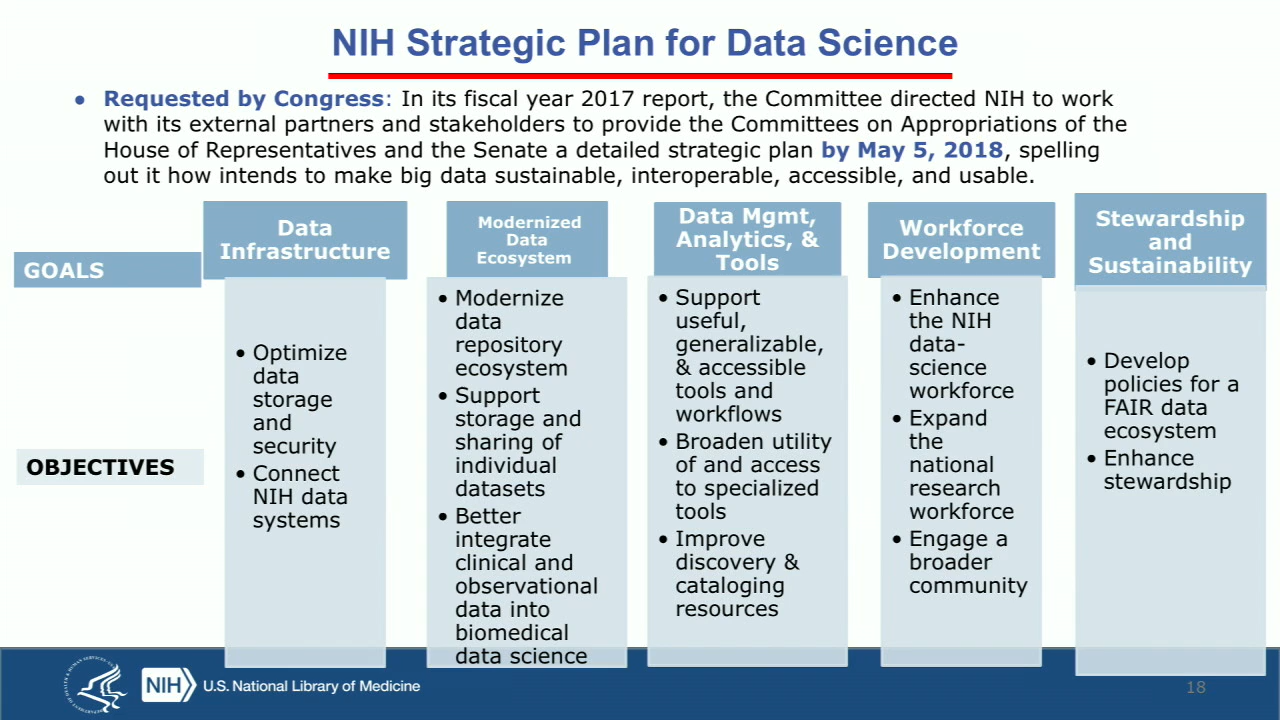 NIH Strategic Plan for Data Science
● Requested by Congress: In its fiscal year 2017 report, the Committee directed NIH to work
with its external partners and stakeholders to provide the Committees on Appropriations of the
House of Representatives and the Senate a detailed strategic plan by May 5, 2018, spelling
out it how intends to make big data sustainable, interoperable, accessible, and usable.
GOALS
Data
Infrastructure
Modernized
Data
Ecosystem
Data Mgmt,
Analytics, &
Tools
Workforce
Development
Stewardship
and
Sustainability
OBJECTIVES
• Optimize
data
storage
and
security
• Connect
NIH data
systems
• Modernize
data
repository
ecosystem
• Support
storage and
sharing of
individual
datasets
• Better
integrate
clinical and
observational
data into
biomedical
data science
• Support
useful,
generalizable,
& accessible
tools and
workflows
• Broaden utility
of and access
to specialized
tools
• Improve
discovery &
cataloging
resources
• Enhance
the NIH
data-
science
workforce
• Expand
the
national
research
workforce
• Engage a
broader
community
• Develop
policies for a
FAIR data
ecosystem
• Enhance
stewardship
NIH
U.S. National Library of Medicine
18